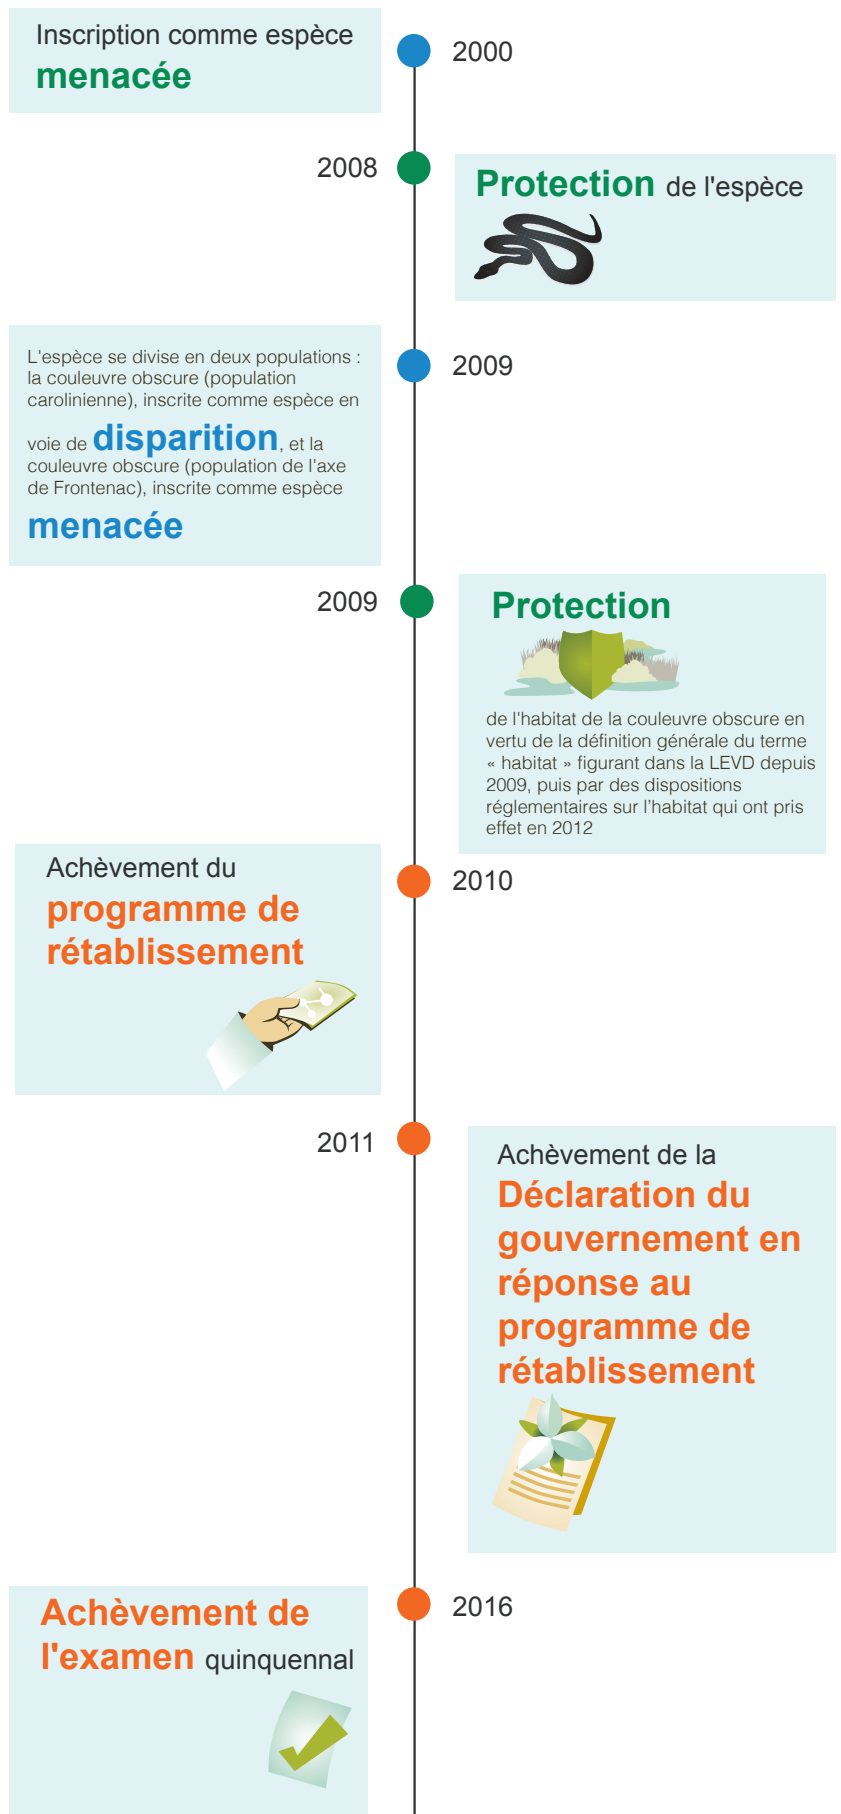 Inscription comme espèce
menacée
2000
2008
Protection de l'espèce
L'espèce se divise en deux populations :
la couleuvre obscure (population
carolinienne), inscrite comme espèce en
voie de disparition, et la
couleuvre obscure (population de l'axe
de Frontenac), inscrite comme espèce
menacée
2009
2009
Protection
de l'habitat de la couleuvre obscure en
vertu de la définition générale du terme
« habitat » figurant dans la LEVD depuis
2009, puis par des dispositions
réglementaires sur l’habitat qui ont pris
effet en 2012
Achèvement du
programme de
rétablissement
2010
2011
Achèvement de la
Déclaration du
gouvernement en
réponse au
programme de
rétablissement
Achèvement de
l'examen quinquennal
2016